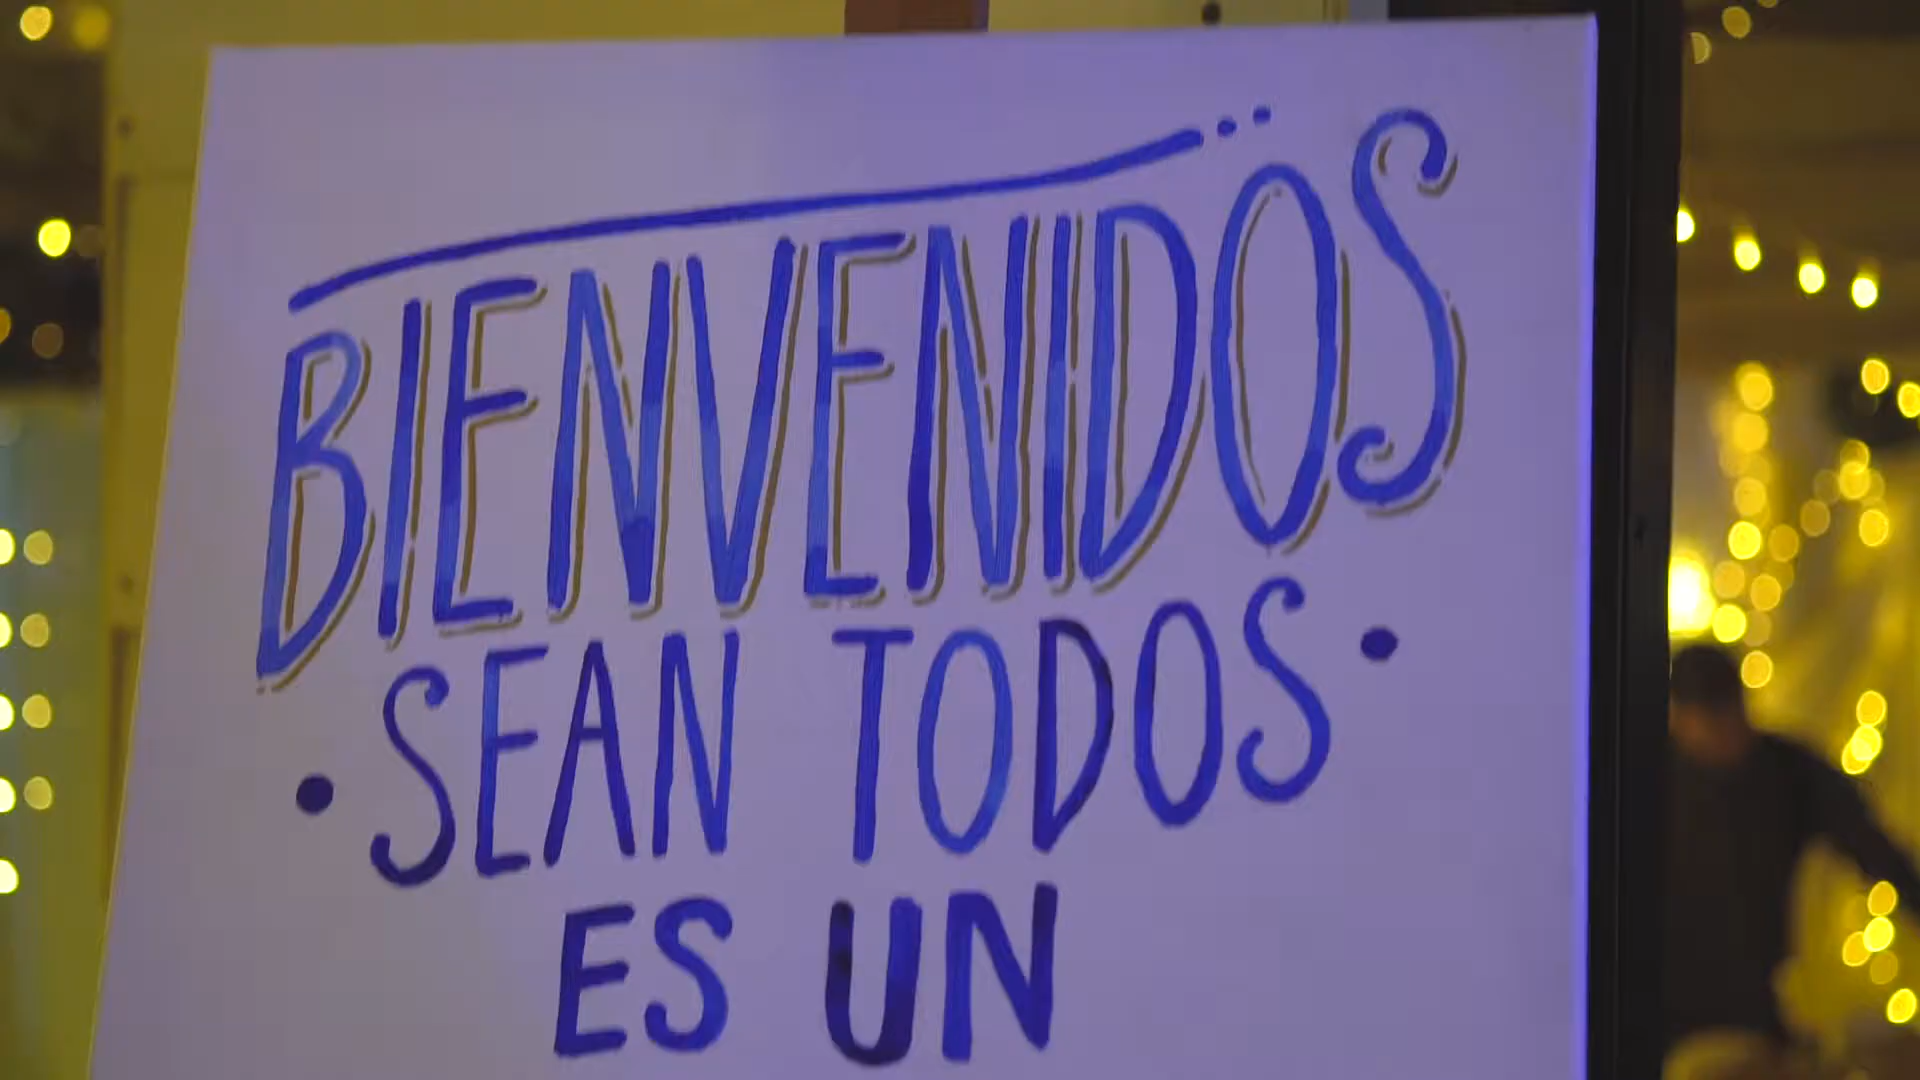 BIENVENIDOS
• SEAN TODOS •
ES UN